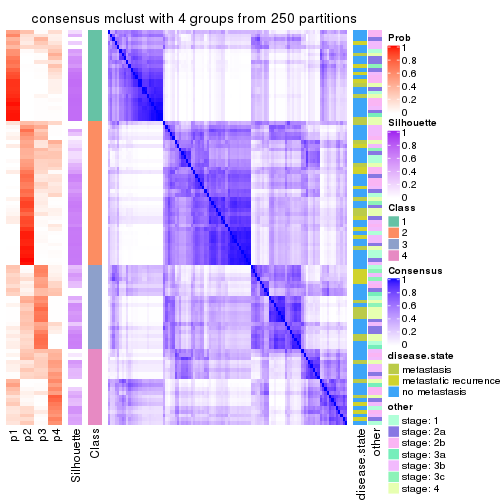 consensus mclust with 4 groups from 250 partitions
Prob
1
0.8
0.6
0.4
0.2
0
Silhouette
1
0.8
0.6
0.4
0.2
0
Class
1
2
3
4
Consensus
1
0.8
0.6
0.4
0.2
0
disease.state
metastasis
metastatic recurrence
no metastasis
other
stage: 1
stage: 2a
stage: 2b
stage: 3a
stage: 3b
stage: 3c
stage: 4
p1
p2
p3
p4
Silhouette
Class
disease.state
other